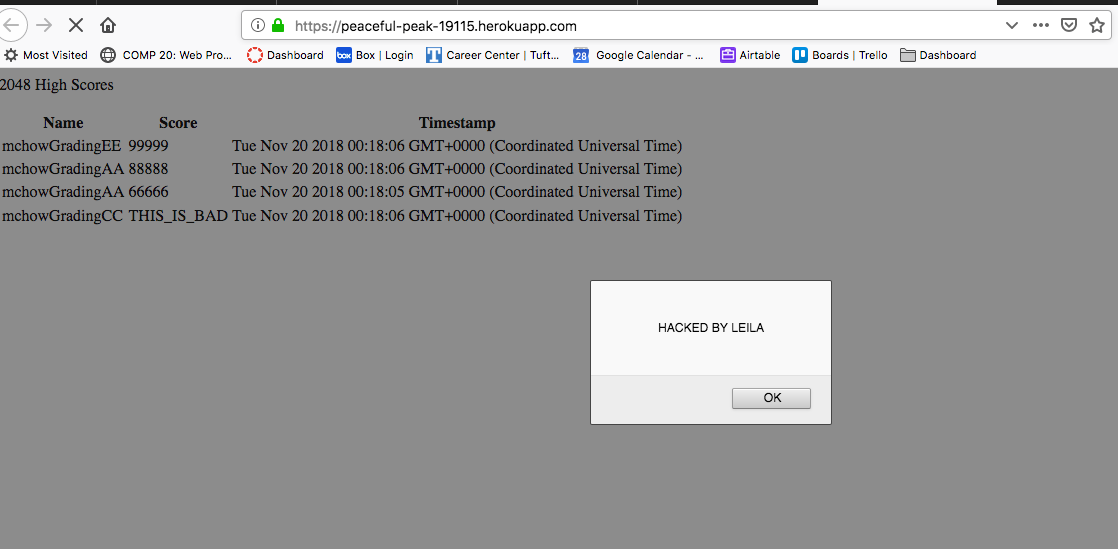 https://peaceful-peak-19115.herokuapp.com
Most Visited COMP 20: Web Pro... Dashboard box Box | Login T Career Center | Tuft... 28 Google Calendar - ... Airtable Boards | Trello Dashboard
2048 High Scores
Name Score Timestamp
mchowGradingEE 99999 Tue Nov 20 2018 00:18:06 GMT+0000 (Coordinated Universal Time)
mchowGradingAA 88888 Tue Nov 20 2018 00:18:06 GMT+0000 (Coordinated Universal Time)
mchowGradingAA 66666 Tue Nov 20 2018 00:18:05 GMT+0000 (Coordinated Universal Time)
mchowGradingCC THIS_IS_BAD Tue Nov 20 2018 00:18:06 GMT+0000 (Coordinated Universal Time)
HACKED BY LEILA
OK